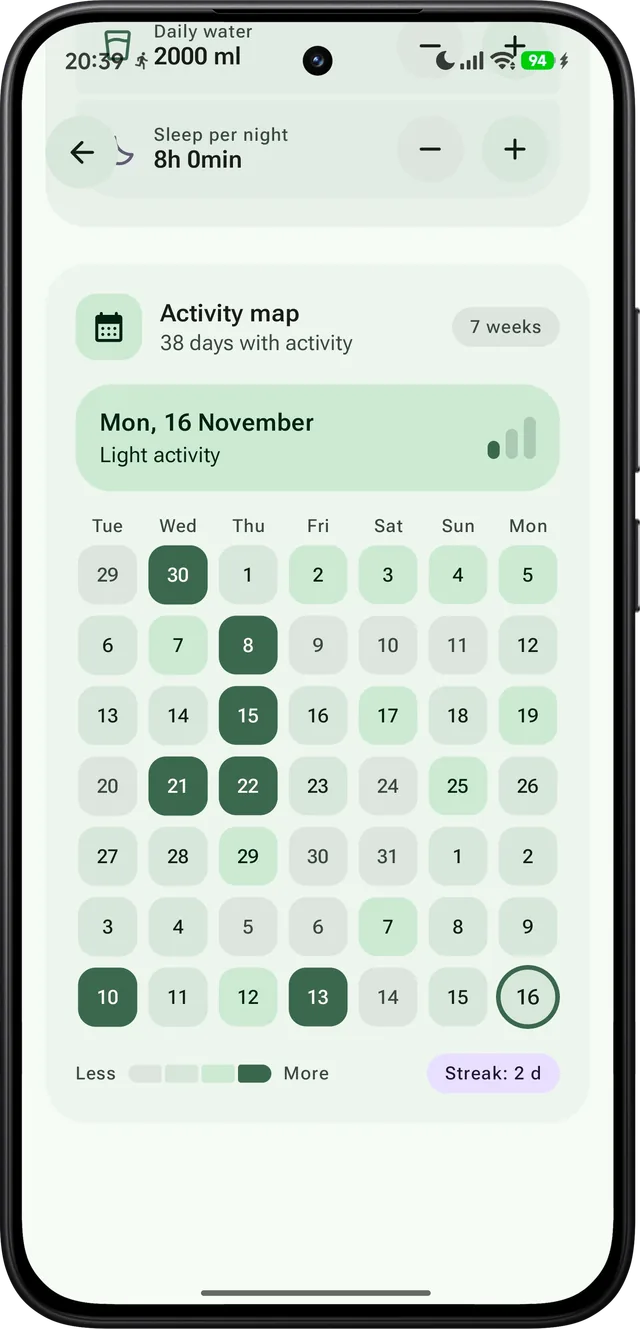 Daily water
20:39 2000 ml 94
Sleep per night
8h 0min
Activity map
38 days with activity
7 weeks
Mon, 16 November
Light activity
Tue Wed Thu Fri Sat Sun Mon
29 30 1 2 3 4 5
6 7 8 9 10 11 12
13 14 15 16 17 18 19
20 21 22 23 24 25 26
27 28 29 30 31 1 2
3 4 5 6 7 8 9
10 11 12 13 14 15 16
Less More
Streak: 2 d